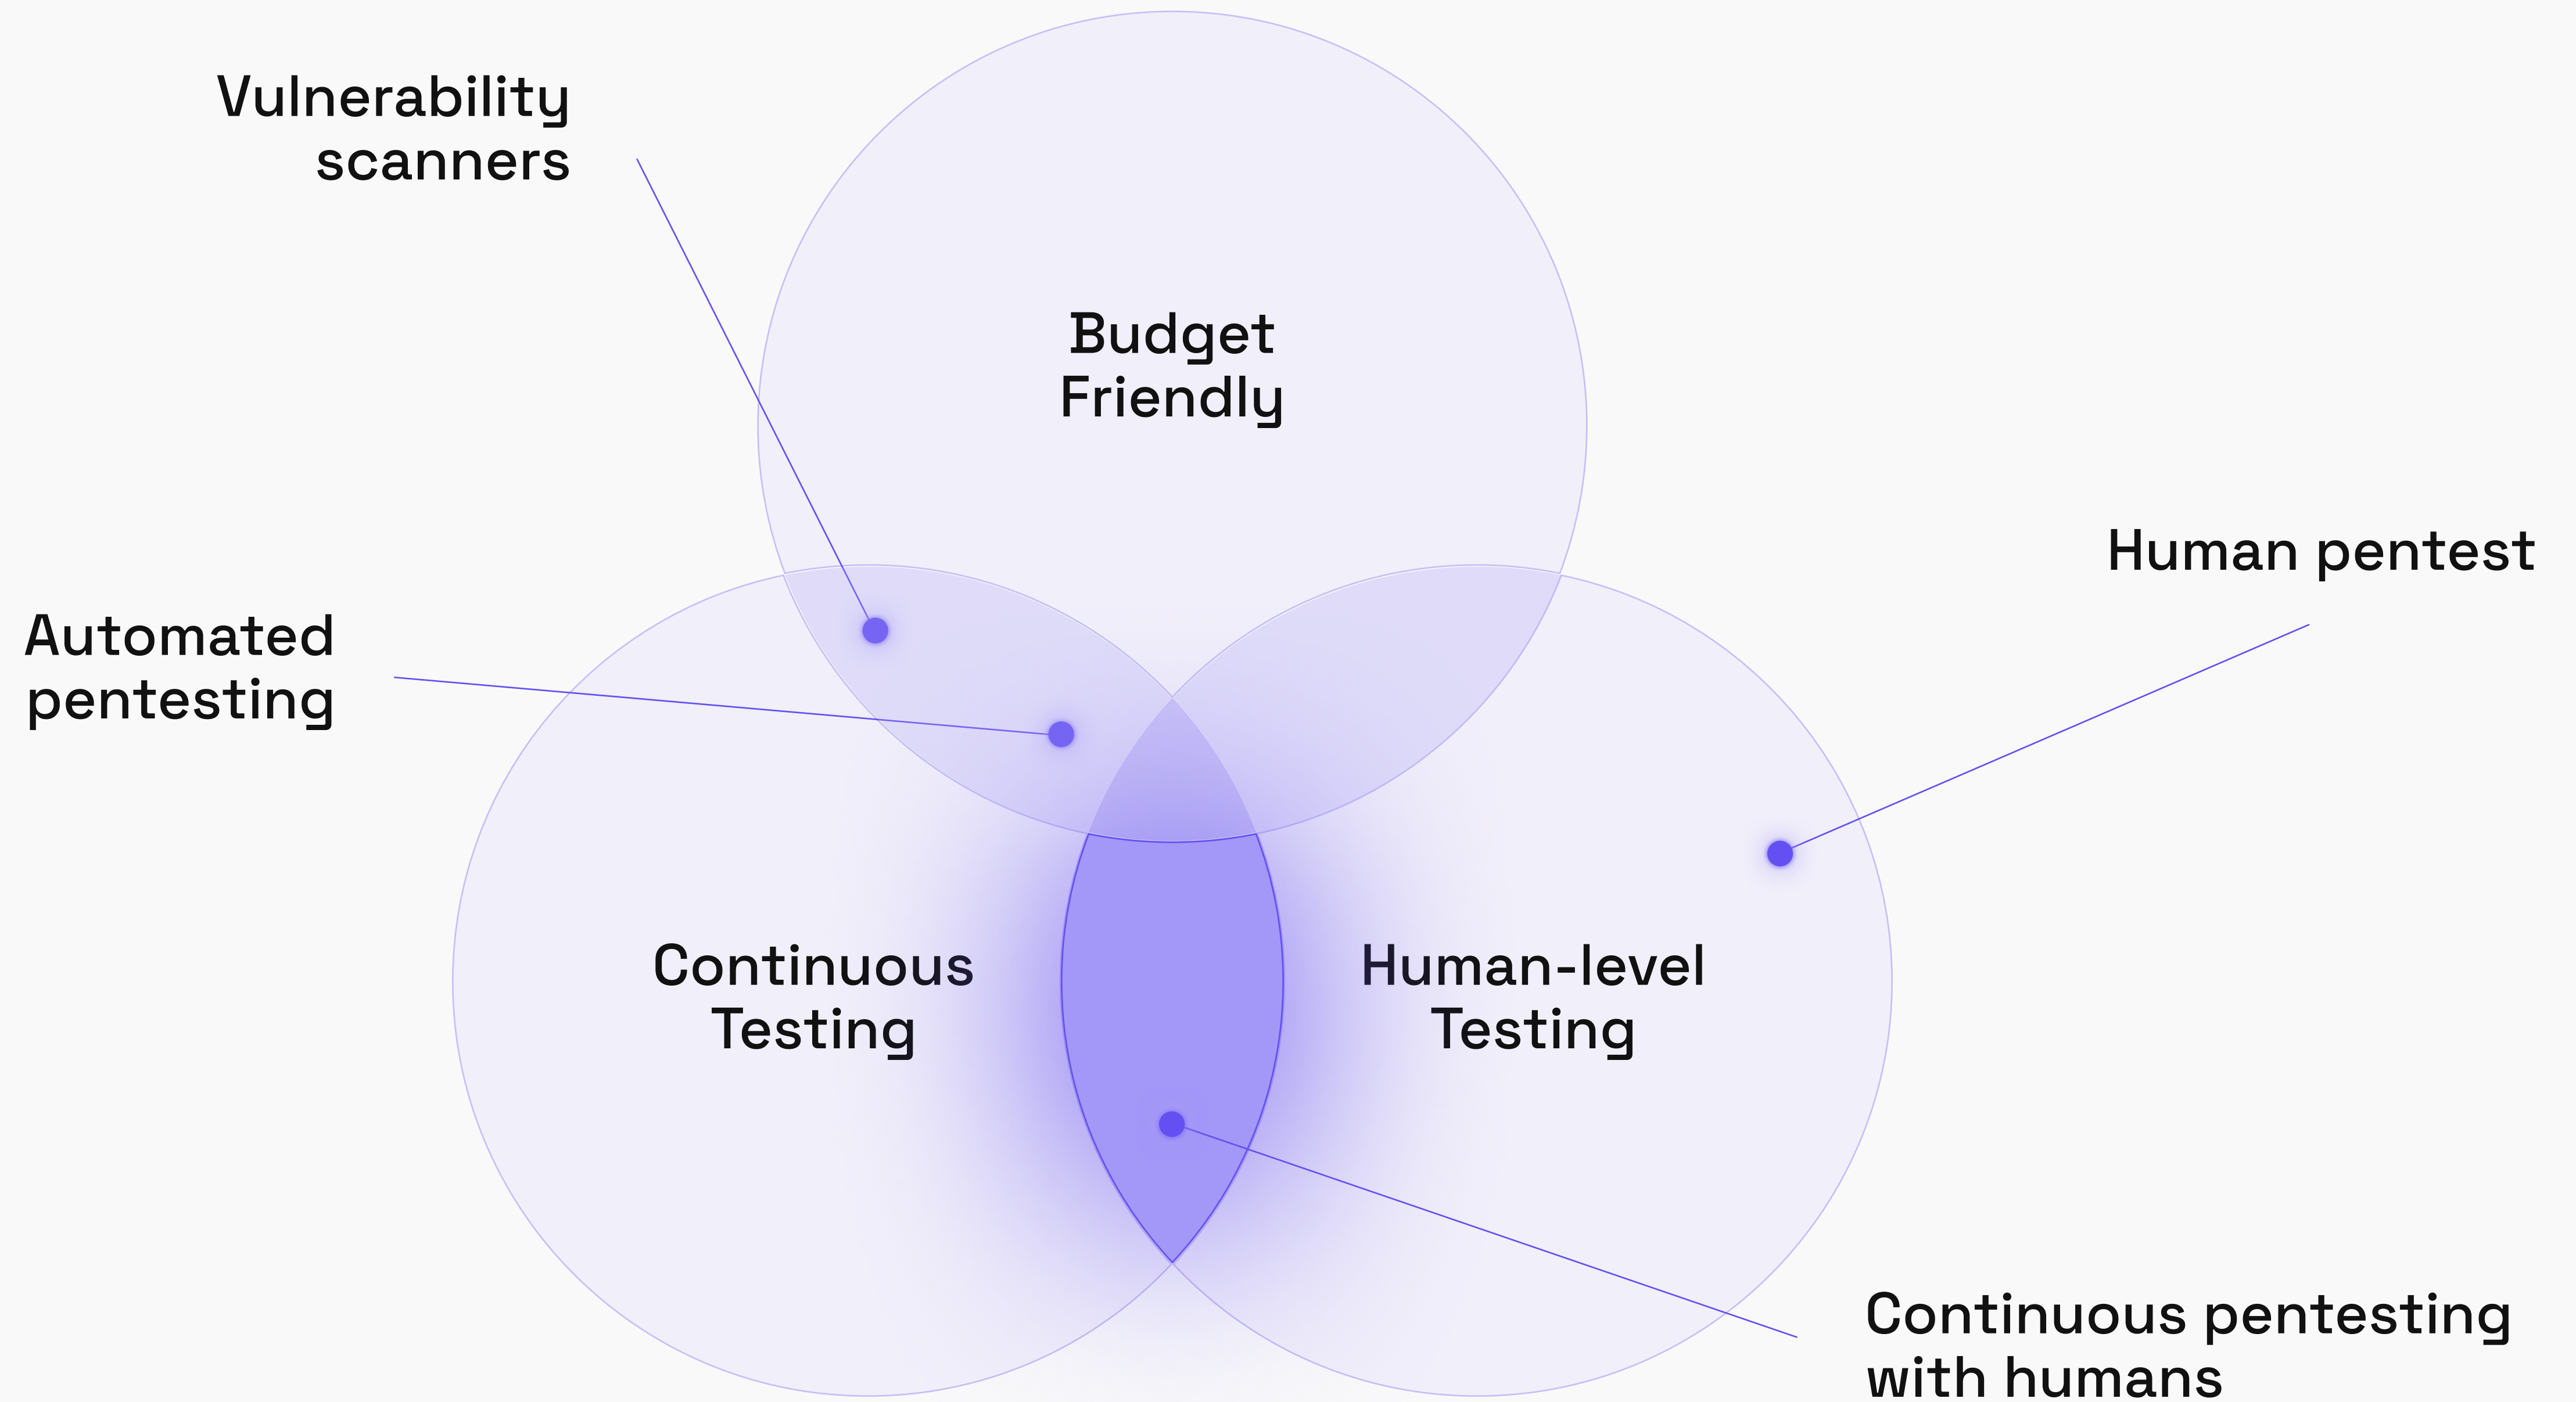 Vulnerability
scanners
Budget
Friendly
Human pentest
Automated
pentesting
Continuous
Testing
Human-level
Testing
Continuous pentesting
with humans